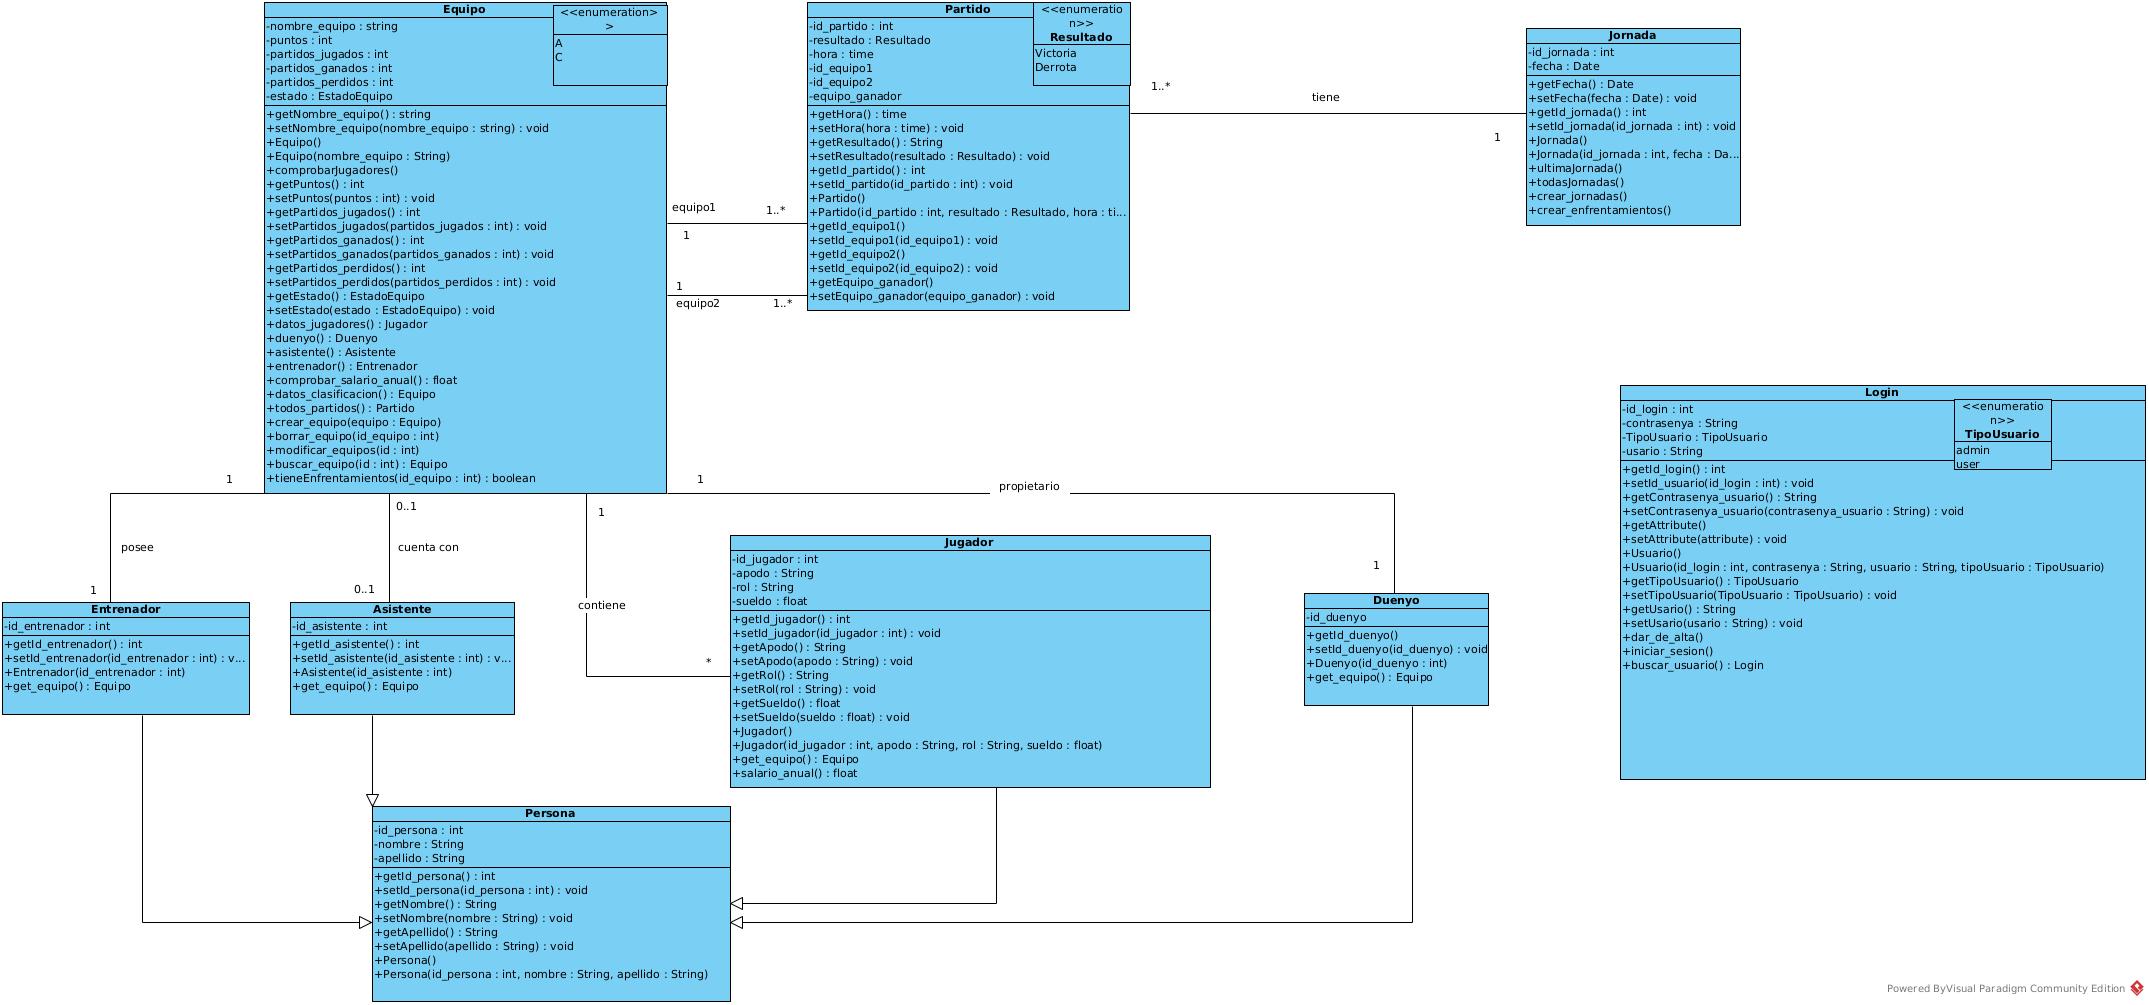 Equipo
-nombre_equipo : string
-puntos : int
-partidos_jugados : int
-partidos_ganados : int
-partidos_perdidos : int
-estado : EstadoEquipo
<<enumeration>
>
A
C
+getNombre_equipo() : string
+setNombre_equipo(nombre_equipo : string) : void
+Equipo()
+Equipo(nombre_equipo : String)
+comprobarJugadores()
+getPuntos() : int
+setPuntos(puntos : int) : void
+getPartidos_jugados() : int
+setPartidos_jugados(partidos_jugados : int) : void
+getPartidos_ganados() : int
+setPartidos_ganados(partidos_ganados : int) : void
+getPartidos_perdidos() : int
+setPartidos_perdidos(partidos_perdidos : int) : void
+getEstado() : EstadoEquipo
+setEstado(estado : EstadoEquipo) : void
+datos_jugadores() : Jugador
+duenyo() : Duenyo
+asistente() : Asistente
+entrenador() : Entrenador
+comprobar_salario_anual() : float
+datos_clasificacion() : Equipo
+todos_partidos() : Partido
+crear_equipo(equipo : Equipo)
+borrar_equipo(id_equipo : int)
+modificar_equipos(id : int)
+buscar_equipo(id : int) : Equipo
+tieneEnfrentamientos(id_equipo : int) : boolean
equipo1
1..*
1
1
equipo2
1..*
Partido
-id_partido : int
-resultado : Resultado
-hora : time
-id_equipo1
-id_equipo2
-equipo_ganador
<<enumeratio
n>>
Resultado
Victoria
Derrota
+getHora() : time
+setHora(hora : time) : void
+getResultado() : String
+setResultado(resultado : Resultado) : void
+getId_partido() : int
+setId_partido(id_partido : int) : void
+Partido()
+Partido(id_partido : int, resultado : Resultado, hora : ti...
+getId_equipo1()
+setId_equipo1(id_equipo1) : void
+getId_equipo2()
+setId_equipo2(id_equipo2) : void
+getEquipo_ganador()
+setEquipo_ganador(equipo_ganador) : void
1..*
tiene
1
Jornada
-id_jornada : int
-fecha : Date
+getFecha() : Date
+setFecha(fecha : Date) : void
+getId_jornada() : int
+setId_jornada(id_jornada : int) : void
+Jornada()
+Jornada(id_jornada : int, fecha : Da...
+ultimaJornada()
+todasJornadas()
+crear_jornadas()
+crear_enfrentamientos()
Login
-id_login : int
-contrasenya : String
-TipoUsuario : TipoUsuario
-usario : String
<<enumeratio
n>>
TipoUsuario
admin
user
+getId_login() : int
+setId_usuario(id_login : int) : void
+getContrasenya_usuario() : String
+setContrasenya_usuario(contrasenya_usuario : String) : void
+getAttribute()
+setAttribute(attribute) : void
+Usuario()
+Usuario(id_login : int, contrasenya : String, usuario : String, tipoUsuario : TipoUsuario)
+getTipoUsuario() : TipoUsuario
+setTipoUsuario(TipoUsuario : TipoUsuario) : void
+getUsario() : String
+setUsario(usario : String) : void
+dar_de_alta()
+iniciar_sesion()
+buscar_usuario() : Login
1
posee
1
0..1
cuenta con
0..1
1
contiene
*
1
propietario
1
Entrenador
-id_entrenador : int
+getId_entrenador() : int
+setId_entrenador(id_entrenador : int) : v...
+Entrenador(id_entrenador : int)
+get_equipo() : Equipo
Asistente
-id_asistente : int
+getId_asistente() : int
+setId_asistente(id_asistente : int) : v...
+Asistente(id_asistente : int)
+get_equipo() : Equipo
Jugador
-id_jugador : int
-apodo : String
-rol : String
-sueldo : float
+getId_jugador() : int
+setId_jugador(id_jugador : int) : void
+getApodo() : String
+setApodo(apodo : String) : void
+getRol() : String
+setRol(rol : String) : void
+getSueldo() : float
+setSueldo(sueldo : float) : void
+Jugador()
+Jugador(id_jugador : int, apodo : String, rol : String, sueldo : float)
+get_equipo() : Equipo
+salario_anual() : float
Duenyo
-id_duenyo
+getId_duenyo()
+setId_duenyo(id_duenyo) : void
+Duenyo(id_duenyo : int)
+get_equipo() : Equipo
Persona
-id_persona : int
-nombre : String
-apellido : String
+getId_persona() : int
+setId_persona(id_persona : int) : void
+getNombre() : String
+setNombre(nombre : String) : void
+getApellido() : String
+setApellido(apellido : String) : void
+Persona()
+Persona(id_persona : int, nombre : String, apellido : String)
Powered ByVisual Paradigm Community Edition